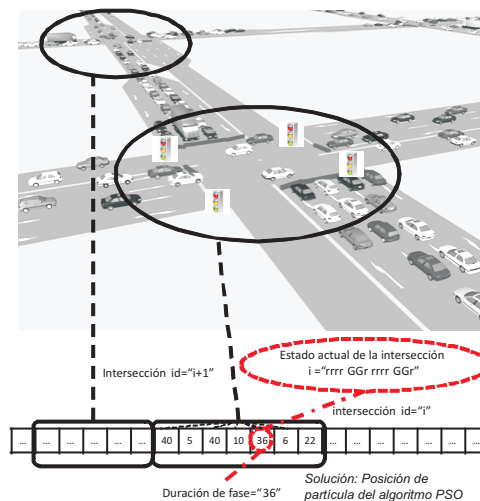 Estado actual de la intersección
i ="rrrr GGr rrrr GGr"
Intersección id="i+1"
intersección id="i"
... ... ... ... ... ... 40 5 40 10 36 6 22 ... ... ... ... ... ...
Duración de fase="36"
Solución: Posición de
partícula del algoritmo PSO